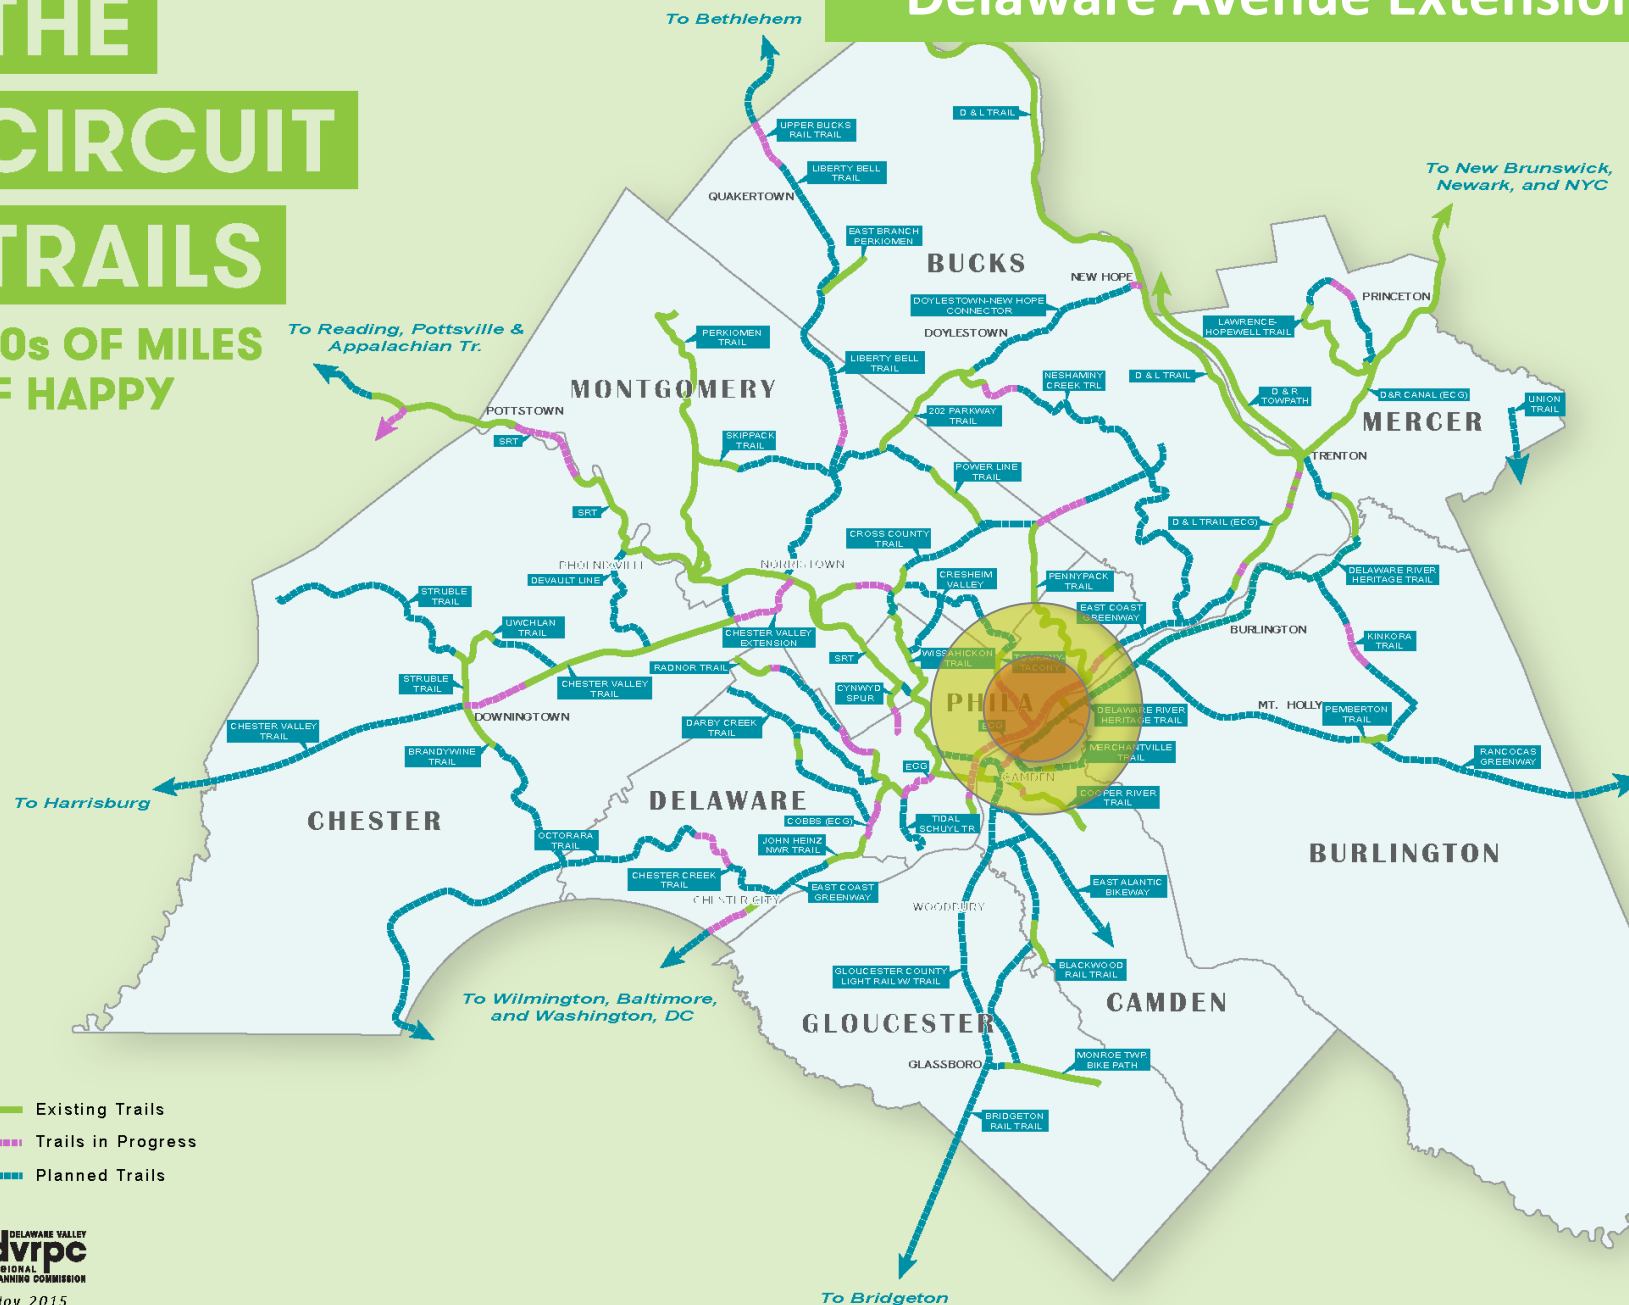 THE
CIRCUIT
TRAILS
OF MILES
HAPPY
Delaware Avenue Extension
To Bethlehem
D & L TRAIL
UPPER BUCKS
RAIL TRAIL
LIBERTY BELL
TRAIL
QUAKERTOWN
To New Brunswick,
Newark, and NYC
EAST BRANCH
PERKIOMEN
BUCKS
NEW HOPE
DOYLESTOWN-NEW HOPE
CONNECTOR
DOYLESTOWN
PRINCETON
LAWRENCE-
HOPEWELL TRAIL
To Reading, Pottsville &
Appalachian Tr.
PERKIOMEN
TRAIL
LIBERTY BELL
TRAIL
MONTGOMERY
NESHAMINY
CREEK TRL
D & L TRAIL
D & R
TOWPATH
D&R CANAL (ECG)
UNION
TRAIL
MERCER
POTTSTOWN
SRT
202 PARKWAY
TRAIL
SKIPPACK
TRAIL
TRENTON
POWER LINE
TRAIL
SRT
D & L TRAIL (ECG)
CROSS COUNTY
TRAIL
PHOENIXVILLE
NORRISTOWN
DEVAULT LINE
CRESHEIM
VALLEY
PENNYPACK
TRAIL
DELAWARE RIVER
HERITAGE TRAIL
STRUBLE
TRAIL
EAST COAST
GREENWAY
UWCHLAN
TRAIL
BURLINGTON
CHESTER VALLEY
EXTENSION
KINKORA
TRAIL
SRT
WISSAHICKON
TRAIL
TACONY
RADNOR TRAIL
STRUBLE
TRAIL
CHESTER VALLEY
TRAIL
CYNWYD
SPUR
PHILA
DOWNINGTOWN
CHESTER VALLEY
TRAIL
DARBY CREEK
TRAIL
ECG
DELAWARE RIVER
HERITAGE TRAIL
MT. HOLLY
PEMBERTON
TRAIL
BRANDYWINE
TRAIL
MERCHANTVILLE
TRAIL
RANCOCAS
GREENWAY
ECG
CAMDEN
To Harrisburg
DELAWARE
COOPER RIVER
TRAIL
CHESTER
COBBS (ECG)
TIDAL
SCHUYL TR
OCTORARA
TRAIL
JOHN HEINZ
NWR TRAIL
BURLINGTON
CHESTER CREEK
TRAIL
EAST COAST
GREENWAY
EAST ALANTIC
BIKEWAY
CHESTER CITY
WOODBURY
GLOUCESTER COUNTY
LIGHT RAIL W/ TRAIL
BLACKWOOD
RAIL TRAIL
To Wilmington, Baltimore,
and Washington, DC
CAMDEN
GLOUCESTER
GLASSBORO
MONROE TWP.
BIKE PATH
BRIDGETON
RAIL TRAIL
Existing Trails
Trails in Progress
Planned Trails
DELAWARE VALLEY
dvrpc
COMMISSION
2015
To Bridgeton